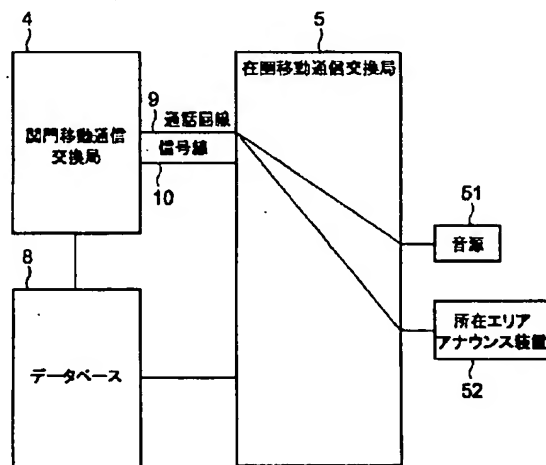 4
関門移動通信
交換局
9
通話回線
信号線
10
5
在圏移動通信交換局
51
音源
8
データベース
所在エリア
アナウンス装置
52